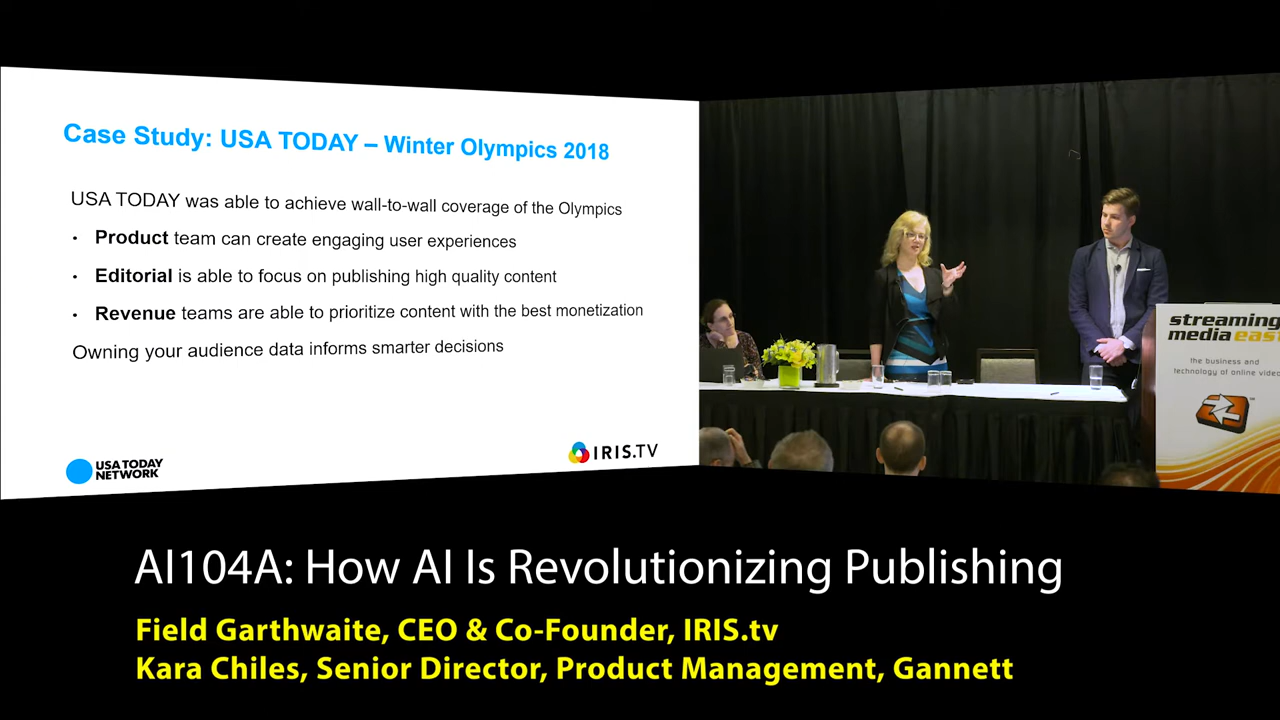 Case Study: USA TODAY – Winter Olympics 2018
USA TODAY was able to achieve wall-to-wall coverage of the Olympics
• Product team can create engaging user experiences
• Editorial is able to focus on publishing high quality content
• Revenue teams are able to prioritize content with the best monetization
Owning your audience data informs smarter decisions
USA TODAY
NETWORK
IRIS.TV
streaming
media east
the business and
technology of online video
AI104A: How AI Is Revolutionizing Publishing
Field Garthwaite, CEO & Co-Founder, IRIS.tv
Kara Chiles, Senior Director, Product Management, Gannett